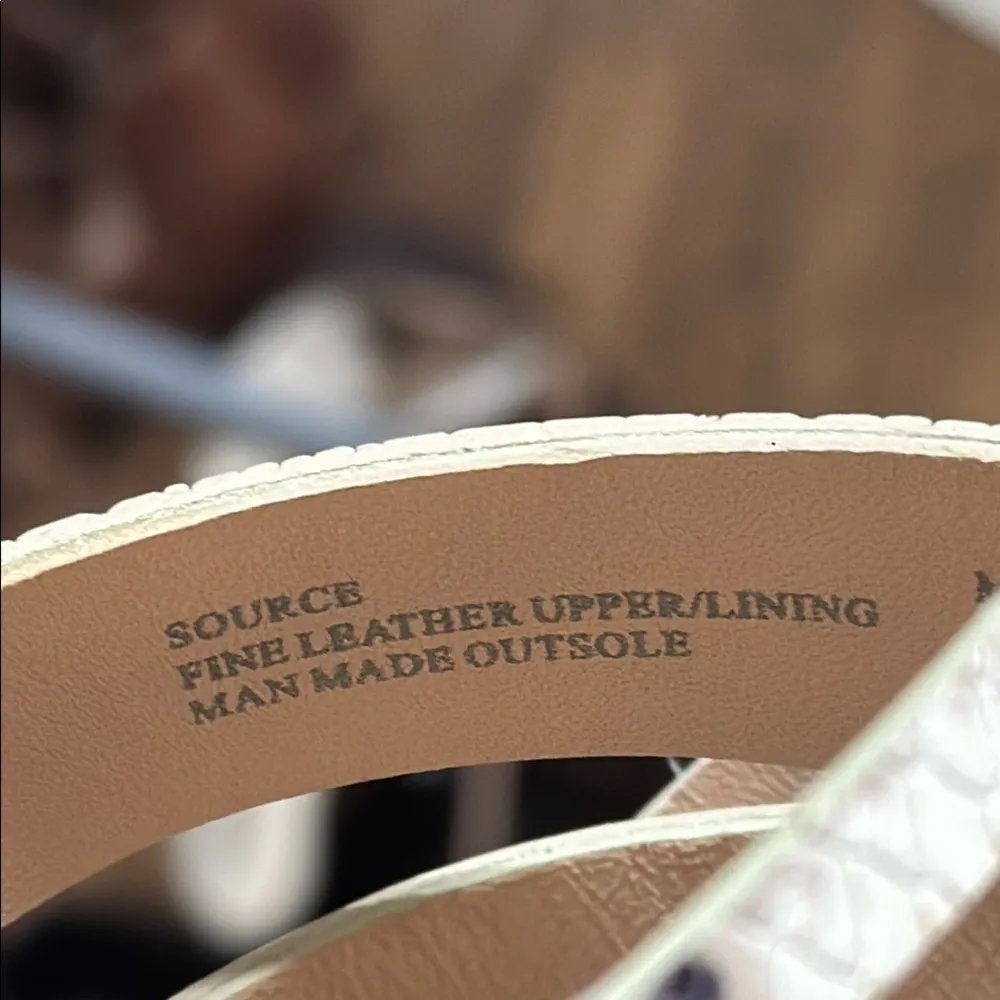 SOURCE
FINE LEATHER UPPER/LINING
MAN MADE OUTSOLE